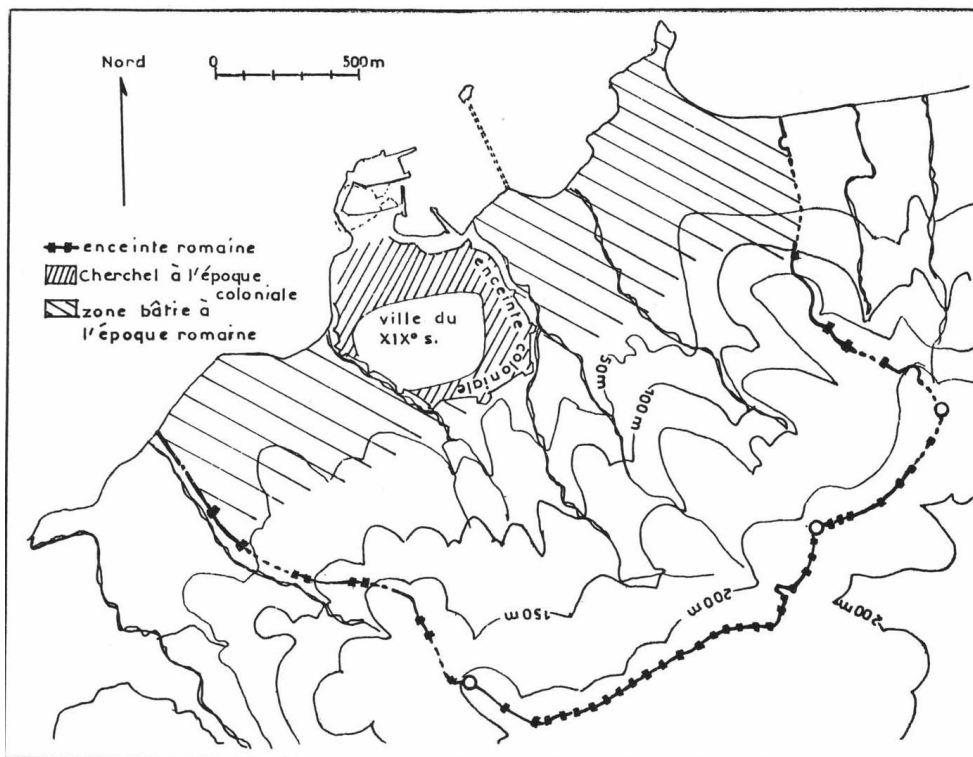 Nord
0 500m
enceinte romaine
Cherchel à l'époque
coloniale
zone bâtie à
l'époque romaine
ville du
XIXe s.
enceinte coloniale
50m
100m
150m
200m
200m